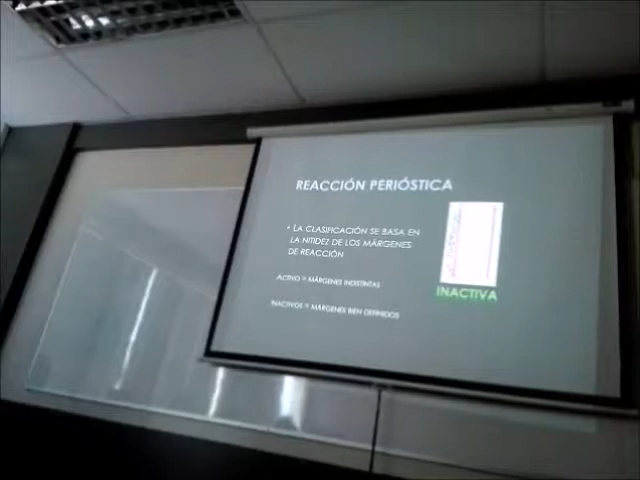 REACCIÓN PERIÓSTICA
• LA CLASIFICACIÓN SE BASA EN
LA NITIDEZ DE LOS MÁRGENES
DE REACCIÓN
ACTIVO = MÁRGENES INDISTINTAS
INACTIVOS = MÁRGENES BIEN DEFINIDOS
INACTIVA